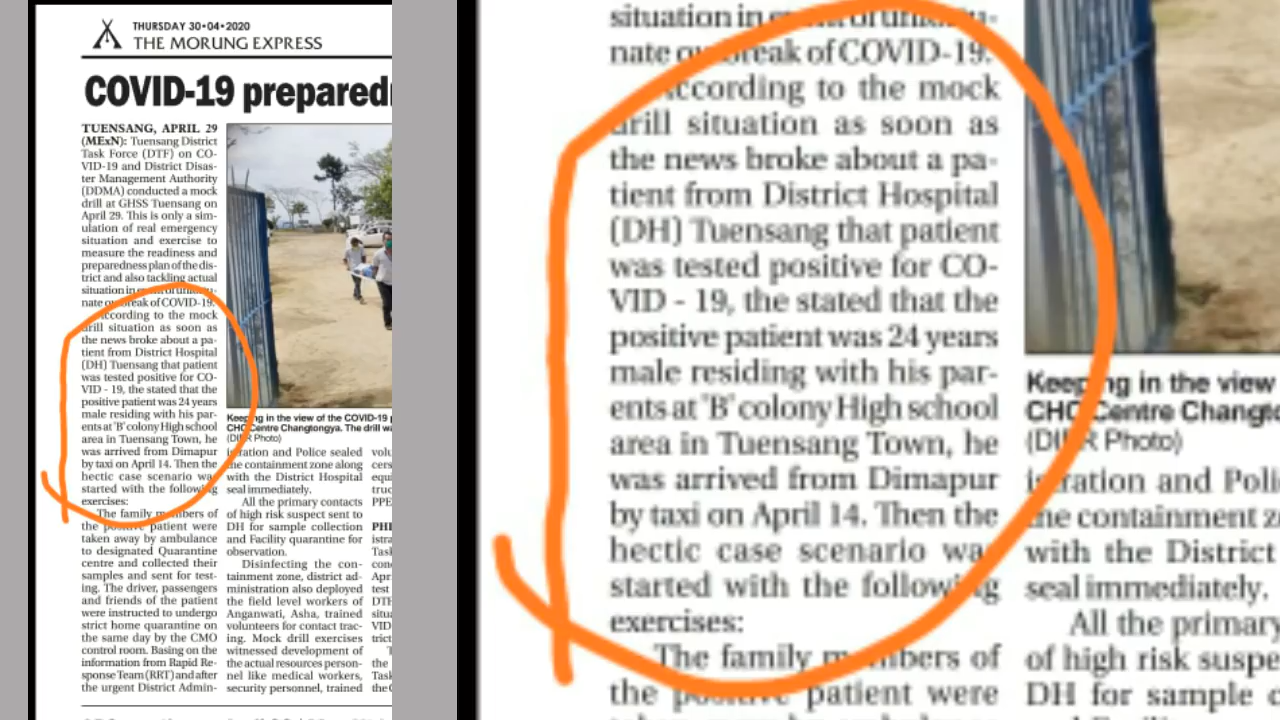 THURSDAY 30•04•2020
THE MORUNG EXPRESS
COVID-19
TUENSANG, APRIL 29
(MExN): Tuensang District
Task Force (DTF) on CO-
VID-19 and District Disas-
ter Management Authority
(DDMA) conducted a mock
drill at GHSS Tuensang on
April 29. This is only a sim-
ulation of real emergency
situation and exercise to
measure the readiness and
preparedness plan of the dis-
trict and also tackling actual
situation in
of COVID-19.
According to the mock
drill situation as soon as
the news broke about a pa-
tient from District Hospital
(DH) Tuensang that patient
was tested positive for CO-
VID - 19, the stated that the
positive patient was 24 years
male residing with his par-
ents at 'B' colony High school
area in Tuensang Town, he
was arrived from Dimapur
by taxi on April 14. Then the
hectic case scenario was
started with the following
exercises:
The family members of
the positive patient were
taken away by ambulance
to designated Quarantine
centre and collected their
samples and sent for test-
ing. The driver, passengers
and friends of the patient
were instructed to undergo
strict home quarantine on
the same day by the CMO
control room. Basing on the
information from Rapid Re-
sponse Team (RRT) and after
the urgent District Admin-
Keeping in the view of the COVID-19
CHC Centre Changtongya. The drill
(DIPR Photo)
istration and Police sealed
the containment zone along
with the District Hospital
seal immediately.
All the primary contacts
of high risk suspect sent to
DH for sample collection
and Facility quarantine for
observation.
Disinfecting the con-
tainment zone, district ad-
ministration also deployed
the field level workers of
Anganwati, Asha, trained
volunteers for contact trac-
ing. Mock drill exercises
witnessed development of
the actual resources person-
nel like medical workers,
security personnel, trained
situation in
nate outbreak of COVID-19.
According to the mock
drill situation as soon as
the news broke about a pa-
tient from District Hospital
(DH) Tuensang that patient
was tested positive for CO-
VID - 19, the stated that the
positive patient was 24 years
male residing with his par-
ents at 'B' colony High school
area in Tuensang Town, he
was arrived from Dimapur
by taxi on April 14. Then the
hectic case scenario was
started with the following
exercises:
The family members of
the positive patient were
Keeping in the view
CHC Centre
(DIPR Photo)
istration and
the containment
with the District
seal immediately.
All the primary
of high risk
DH for sample